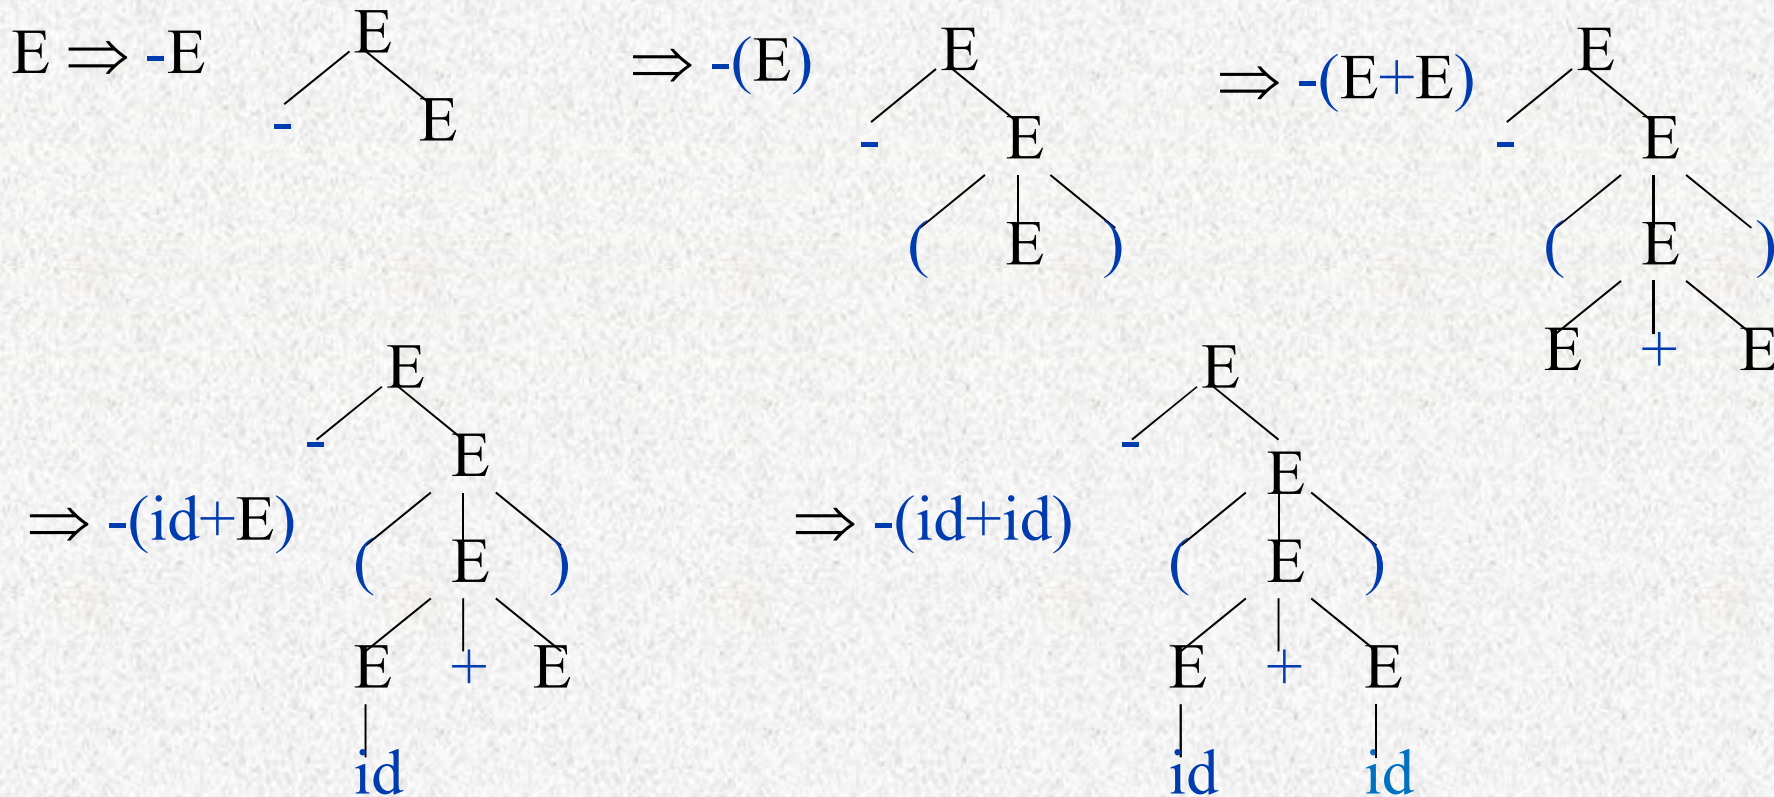 E ⇒ -E
E
- E
⇒ -(E)
E
- E
( E )
⇒ -(E+E)
E
- E
( E )
E + E
⇒ -(id+E)
E
- E
( E )
E + E
id
⇒ -(id+id)
E
- E
( E )
E + E
id id